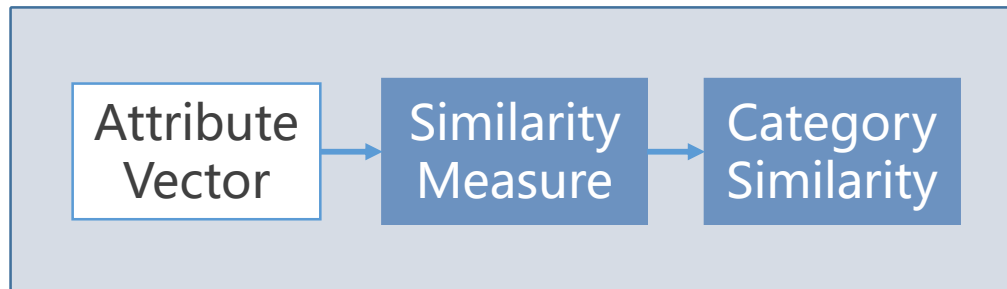 Attribute
Vector
Similarity
Measure
Category
Similarity